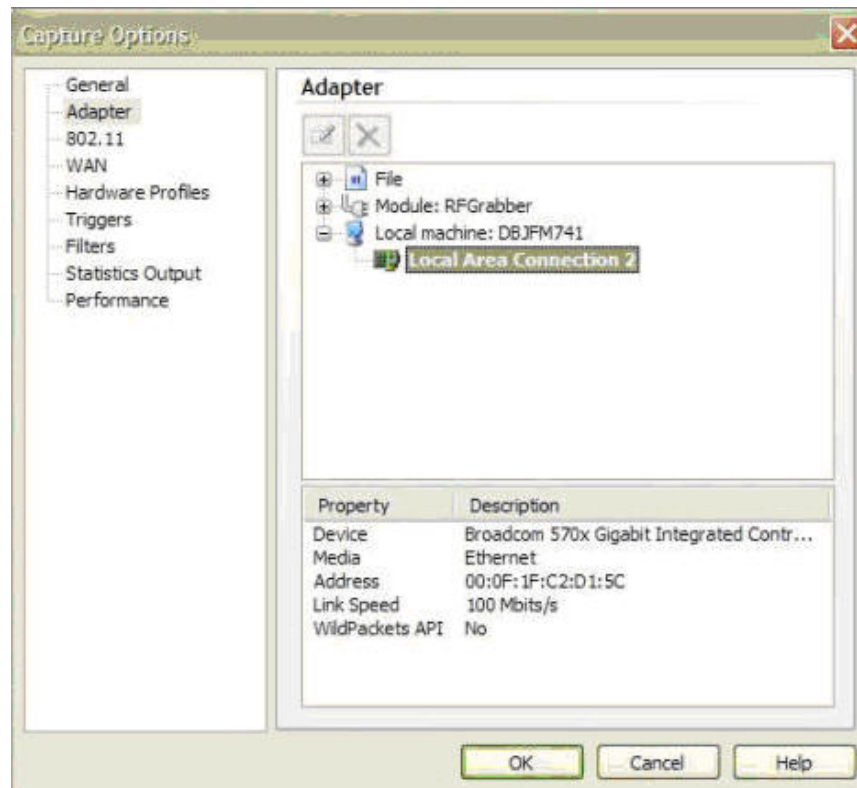 Capture Options
General
Adapter
802.11
WAN
Hardware Profiles
Triggers
Filters
Statistics Output
Performance
Adapter
File
Module: RFGrabber
Local machine: DBJFM741
Local Area Connection 2
Property Description
Device Broadcom 570x Gigabit Integrated Contr...
Media Ethernet
Address 00:0F:1F:C2:D1:5C
Link Speed 100 Mbits/s
WildPackets API No
OK Cancel Help